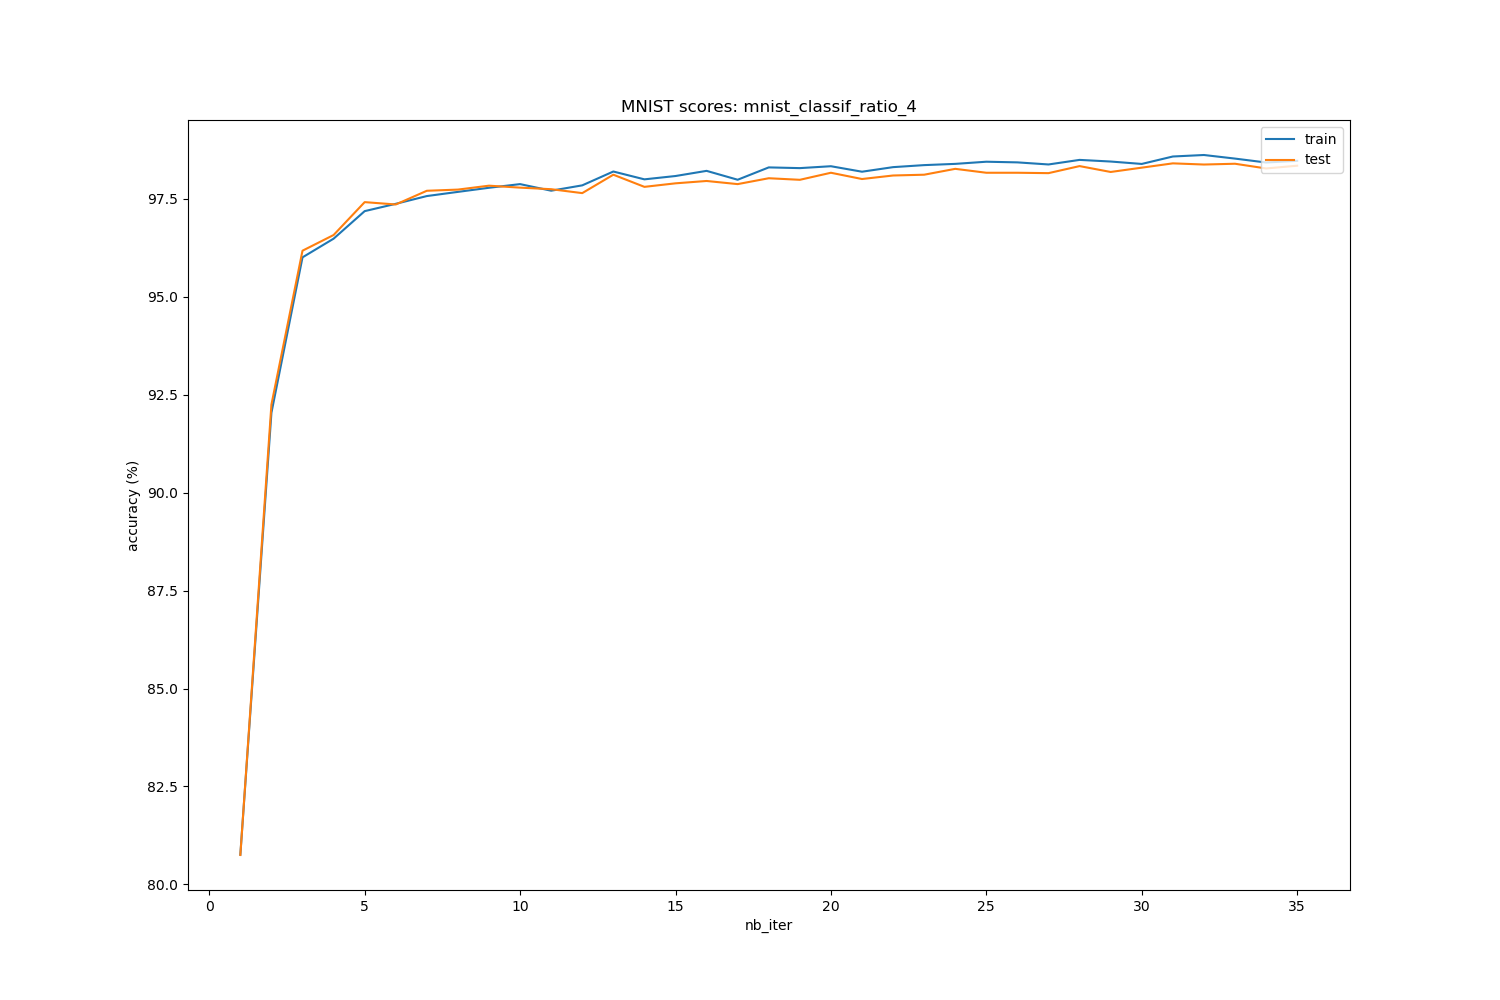 MNIST scores: mnist_classif_ratio_4
train
test
97.5
95.0
92.5
90.0
87.5
85.0
82.5
80.0
accuracy (%)
0 5 10 15 20 25 30 35
nb_iter